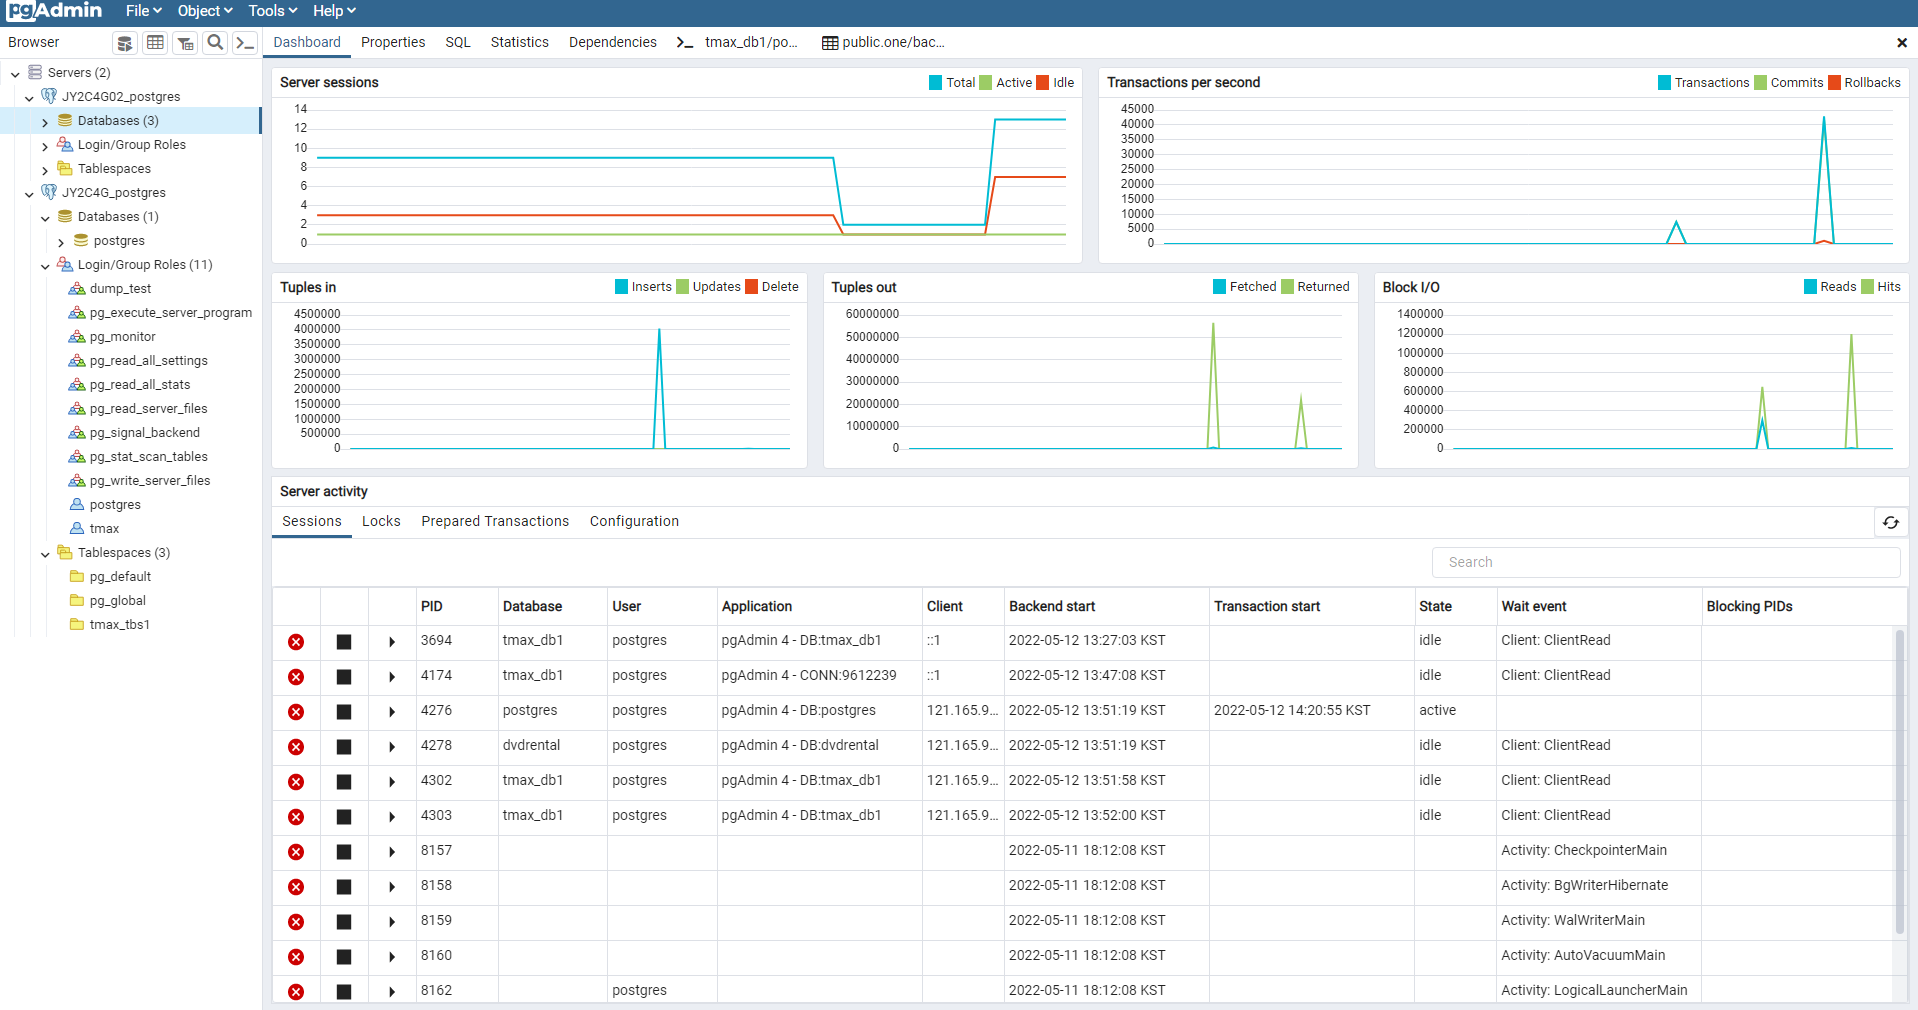 pgAdmin File Object Tools Help
Browser
Dashboard Properties SQL Statistics Dependencies tmax_db1/po... public.one/bac...
Servers (2)
JY2C4G02_postgres
Databases (3)
Login/Group Roles
Tablespaces
JY2C4G_postgres
Databases (1)
postgres
Login/Group Roles (11)
dump_test
pg_execute_server_program
pg_monitor
pg_read_all_settings
pg_read_all_stats
pg_read_server_files
pg_signal_backend
pg_stat_scan_tables
pg_write_server_files
postgres
tmax
Tablespaces (3)
pg_default
pg_global
tmax_tbs1
Server sessions
Total Active Idle
14
12
10
8
6
4
2
0
Transactions per second
Transactions Commits Rollbacks
45000
40000
35000
30000
25000
20000
15000
10000
5000
0
Tuples in
Inserts Updates Delete
4500000
4000000
3500000
3000000
2500000
2000000
1500000
1000000
500000
0
Tuples out
Fetched Returned
60000000
50000000
40000000
30000000
20000000
10000000
0
Block I/O
Reads Hits
1400000
1200000
1000000
800000
600000
400000
200000
0
Server activity
Sessions Locks Prepared Transactions Configuration
Search
PID Database User Application Client Backend start Transaction start State Wait event Blocking PIDs
3694 tmax_db1 postgres pgAdmin 4 - DB:tmax_db1 ::1 2022-05-12 13:27:03 KST idle Client: ClientRead
4174 tmax_db1 postgres pgAdmin 4 - CONN:9612239 ::1 2022-05-12 13:47:08 KST idle Client: ClientRead
4276 postgres postgres pgAdmin 4 - DB:postgres 121.165.9... 2022-05-12 13:51:19 KST 2022-05-12 14:20:55 KST active
4278 dvdrental postgres pgAdmin 4 - DB:dvdrental 121.165.9... 2022-05-12 13:51:19 KST idle Client: ClientRead
4302 tmax_db1 postgres pgAdmin 4 - DB:tmax_db1 121.165.9... 2022-05-12 13:51:58 KST idle Client: ClientRead
4303 tmax_db1 postgres pgAdmin 4 - DB:tmax_db1 121.165.9... 2022-05-12 13:52:00 KST idle Client: ClientRead
8157 2022-05-11 18:12:08 KST Activity: CheckpointerMain
8158 2022-05-11 18:12:08 KST Activity: BgWriterHibernate
8159 2022-05-11 18:12:08 KST Activity: WalWriterMain
8160 2022-05-11 18:12:08 KST Activity: AutoVacuumMain
8162 postgres 2022-05-11 18:12:08 KST Activity: LogicalLauncherMain